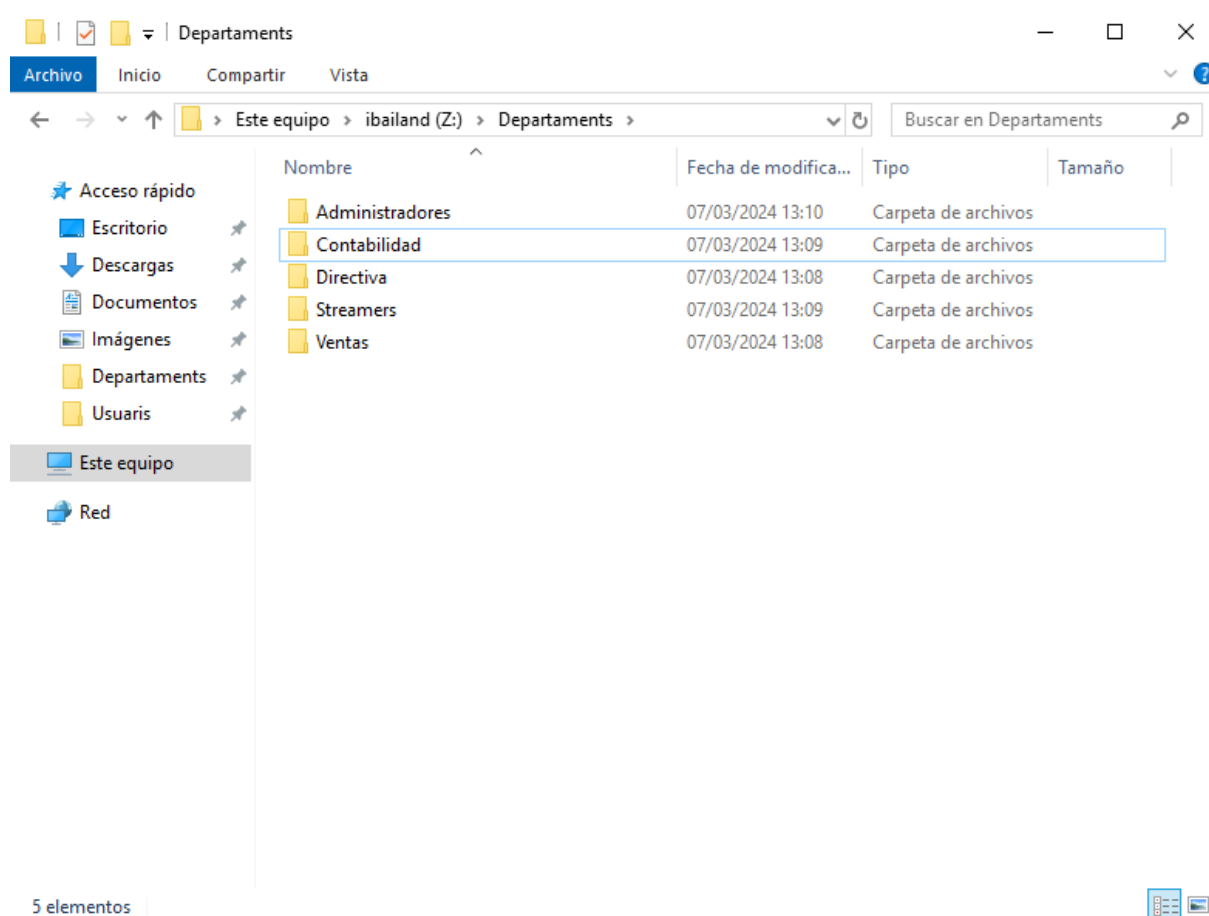 Departaments
Archivo Inicio Compartir Vista
Este equipo > ibailand (Z:) > Departaments > Buscar en Departaments
Nombre Fecha de modifica... Tipo Tamaño
Acceso rápido
Escritorio
Descargas
Documentos
Imágenes
Departaments
Usuaris
Este equipo
Red
Administradores 07/03/2024 13:10 Carpeta de archivos
Contabilidad 07/03/2024 13:09 Carpeta de archivos
Directiva 07/03/2024 13:08 Carpeta de archivos
Streamers 07/03/2024 13:09 Carpeta de archivos
Ventas 07/03/2024 13:08 Carpeta de archivos
5 elementos